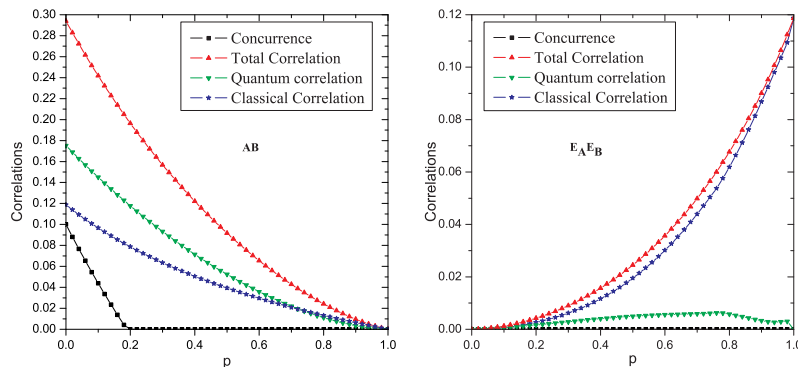 0.30
0.28
0.26
0.24
0.22
0.20
0.18
0.16
0.14
0.12
0.10
0.08
0.06
0.04
0.02
0.00
Correlations
Concurrence
Total Correlation
Quantum correlation
Classical Correlation
AB
0.0 0.2 0.4 0.6 0.8 1.0
p
0.12
0.10
0.08
0.06
0.04
0.02
0.00
Correlations
Concurrence
Total Correlation
Quantum correlation
Classical Correlation
EAEB
0.0 0.2 0.4 0.6 0.8 1.0
p